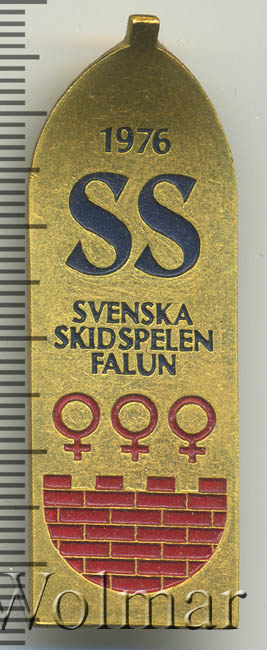 1976
SS
SVENSKA
SKIDSPELEN
FALUN
Wolmar